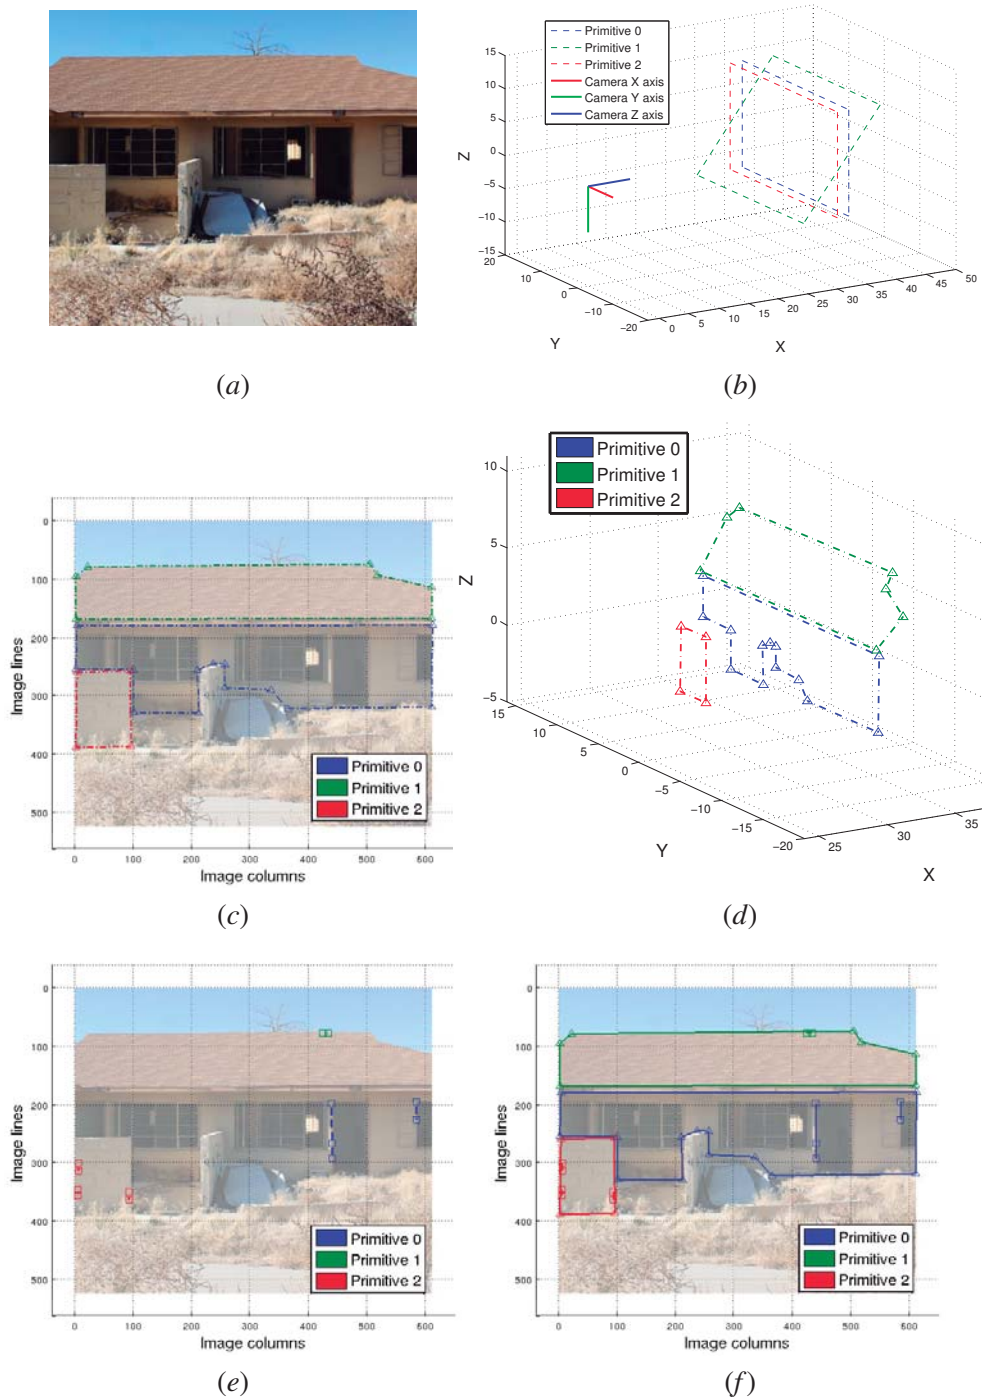 Primitive 0
Primitive 1
Primitive 2
Camera X axis
Camera Y axis
Camera Z axis
15
10
5
0
−5
−10
−15
Z
20
10
0
−10
−20
Y
0
5
10
15
20
25
30
35
40
45
50
X
(a)
(b)
0
100
200
300
400
500
Image lines
0
100
200
300
400
500
600
Image columns
Primitive 0
Primitive 1
Primitive 2
(c)
Primitive 0
Primitive 1
Primitive 2
10
5
0
−5
Z
15
10
5
0
−5
−10
−15
−20
Y
25
30
35
X
(d)
0
100
200
300
400
500
Image lines
0
100
200
300
400
500
600
Image columns
Primitive 0
Primitive 1
Primitive 2
(e)
0
100
200
300
400
500
Image lines
0
100
200
300
400
500
600
Image columns
Primitive 0
Primitive 1
Primitive 2
(f)